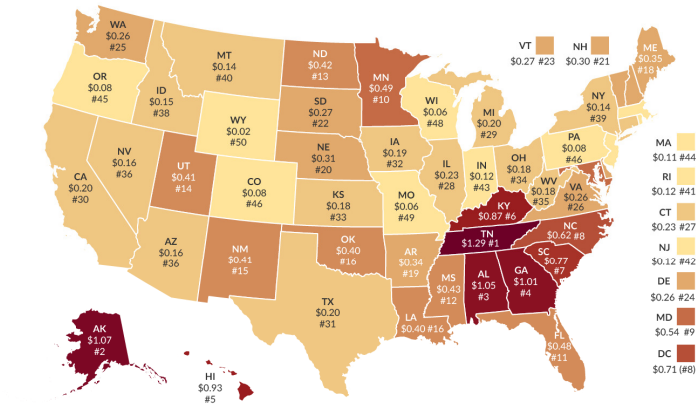 WA
$0.26
#25
MT
$0.14
#40
ND
$0.42
#13
MN
$0.49
#10
VT
$0.27 #23
NH
$0.30 #21
ME
$0.35
#18
OR
$0.08
#45
ID
$0.15
#38
SD
$0.27
#22
WI
$0.06
#48
MI
$0.20
#29
NY
$0.14
#39
WY
$0.02
#50
NV
$0.16
#36
UT
$0.41
#14
CO
$0.08
#46
NE
$0.31
#20
IA
$0.19
#32
IL
$0.23
#28
IN
$0.12
#43
OH
$0.18
#34
PA
$0.08
#46
MA
$0.11 #44
RI
$0.12 #41
CT
$0.23 #27
NJ
$0.12 #42
DE
$0.26 #24
MD
$0.54 #9
DC
$0.71 (#8)
CA
$0.20
#30
KS
$0.18
#33
MO
$0.06
#49
WV
$0.18
#35
VA
$0.26
#26
KY
$0.87 #6
NC
$0.62 #8
TN
$1.29 #1
SC
$0.77
#7
AZ
$0.16
#36
NM
$0.41
#15
OK
$0.40
#16
AR
$0.34
#19
MS
$0.43
#12
AL
$1.05
#3
GA
$1.01
#4
TX
$0.20
#31
LA
$0.40 #16
FL
$0.48
#11
AK
$1.07
#2
HI
$0.93
#5